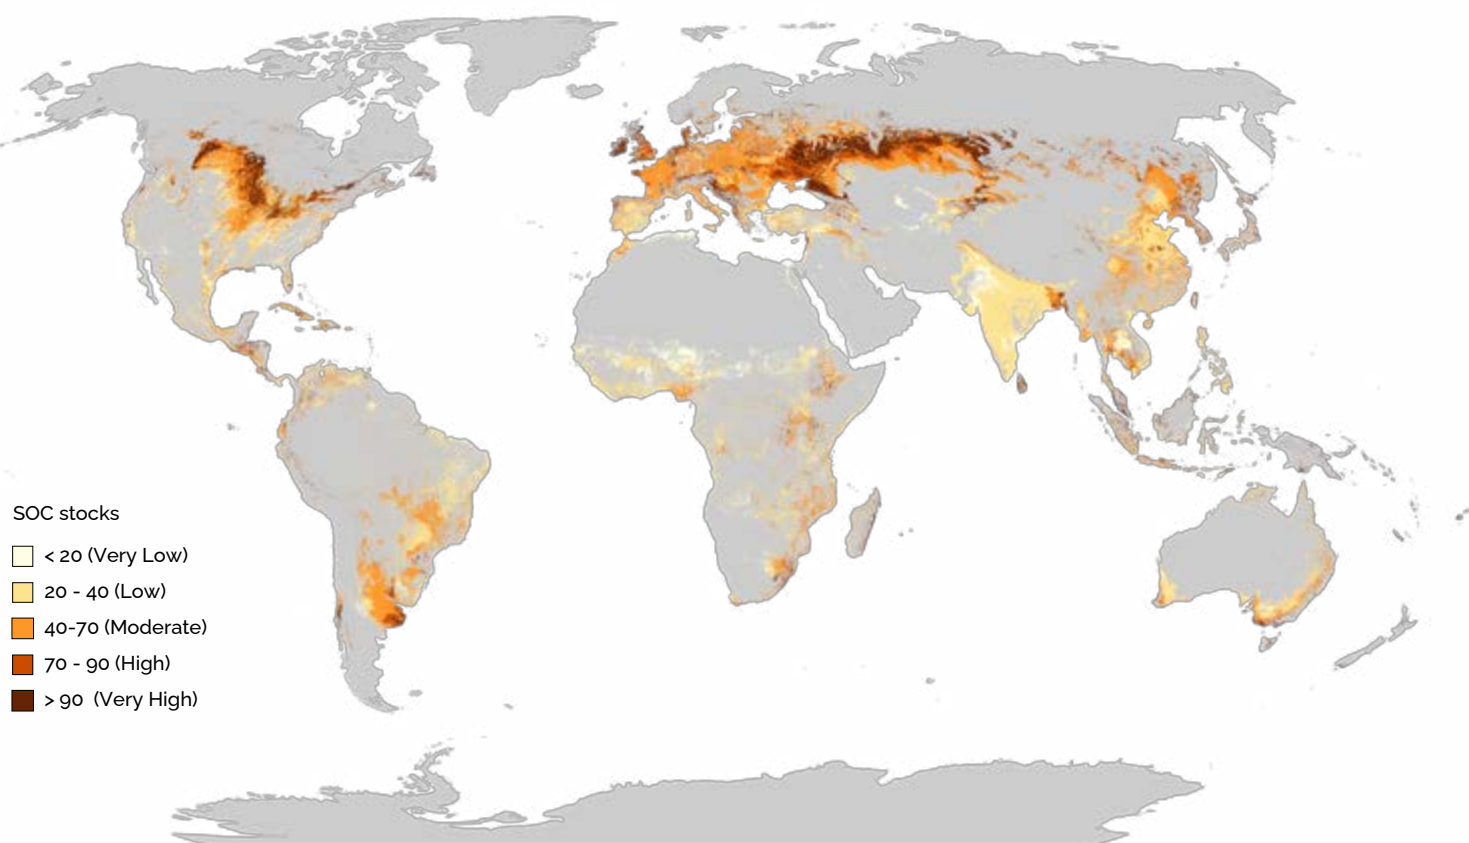 SOC stocks
< 20 (Very Low)
20 - 40 (Low)
40-70 (Moderate)
70 - 90 (High)
> 90  (Very High)